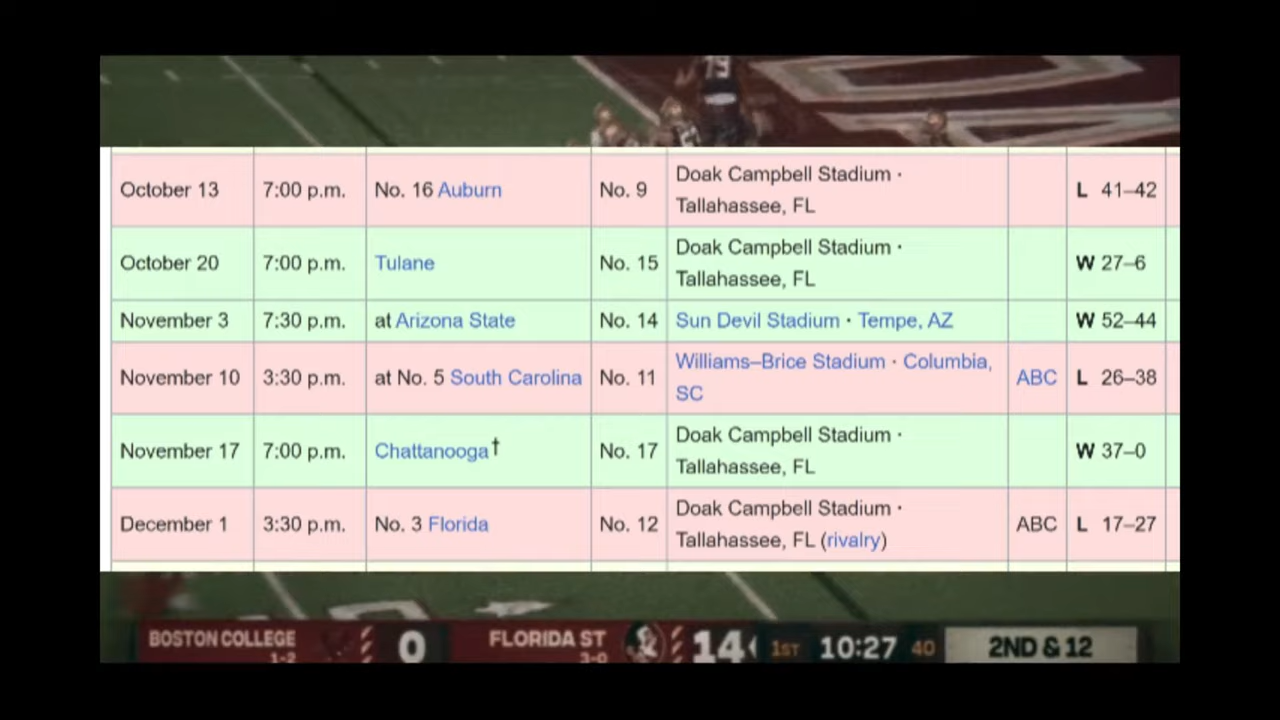 October 13 7:00 p.m. No. 16 Auburn No. 9 Doak Campbell Stadium · L 41–42
Tallahassee, FL
October 20 7:00 p.m. Tulane No. 15 Doak Campbell Stadium · W 27–6
Tallahassee, FL
November 3 7:30 p.m. at Arizona State No. 14 Sun Devil Stadium · Tempe, AZ W 52–44
November 10 3:30 p.m. at No. 5 South Carolina No. 11 Williams–Brice Stadium · Columbia, ABC L 26–38
SC
November 17 7:00 p.m. Chattanooga† No. 17 Doak Campbell Stadium · W 37–0
Tallahassee, FL
December 1 3:30 p.m. No. 3 Florida No. 12 Doak Campbell Stadium · ABC L 17–27
Tallahassee, FL (rivalry)
BOSTON COLLEGE 0 FLORIDA ST 14 1ST 10:27 40 2ND & 12
1-2 3-0